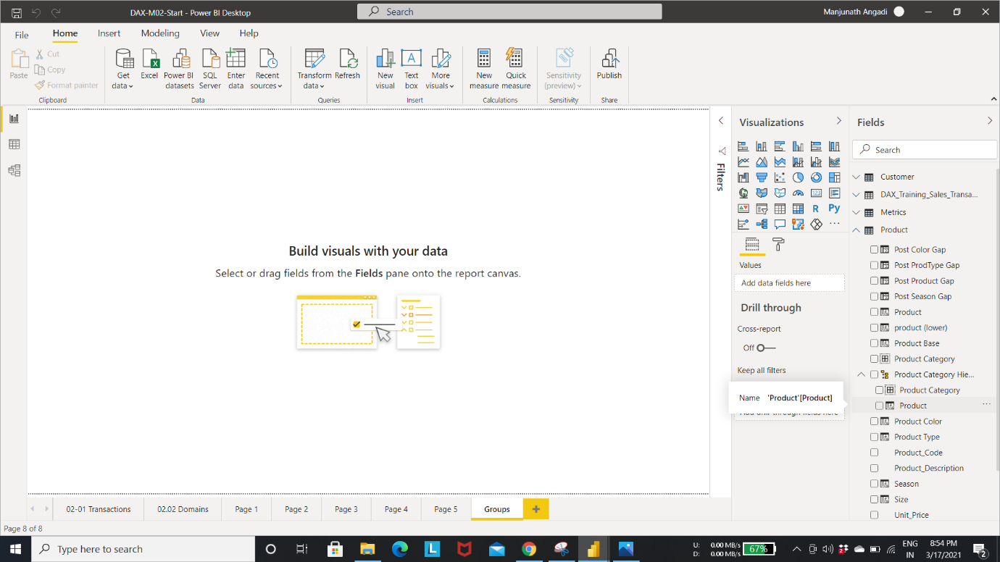 DAX-M02-Start - Power BI Desktop
Search
Manjunath Angadi
File
Home
Insert
Modeling
View
Help
Paste
Cut
Copy
Format painter
Clipboard
Get
data
Excel
Power BI
datasets
SQL
Server
Enter
data
Recent
sources
Data
Transform
data
Refresh
Queries
New
visual
Text
box
More
visuals
Insert
New
measure
Quick
measure
Calculations
Sensitivity
(preview)
Sensitivity
Publish
Share
Build visuals with your data
Select or drag fields from the Fields pane onto the report canvas.
Filters
Visualizations
123
R
Py
...
Values
Add data fields here
Drill through
Cross-report
Off
Keep all filters
Name 'Product'[Product]
Add drill-through fields here
Fields
Search
Customer
DAX_Training_Sales_Transa...
Metrics
Product
Post Color Gap
Post ProdType Gap
Post Product Gap
Post Season Gap
Product
product (lower)
Product Base
Product Category
Product Category Hie...
Product Category
Product
...
Product Color
Product Type
Product_Code
Product_Description
Season
Size
Unit_Price
02-01 Transactions
02.02 Domains
Page 1
Page 2
Page 3
Page 4
Page 5
Groups
+
Page 8 of 8
Type here to search
U: 0.00 MB/s
D: 0.00 MB/s
67%
ENG
IN
8:54 PM
3/17/2021
2